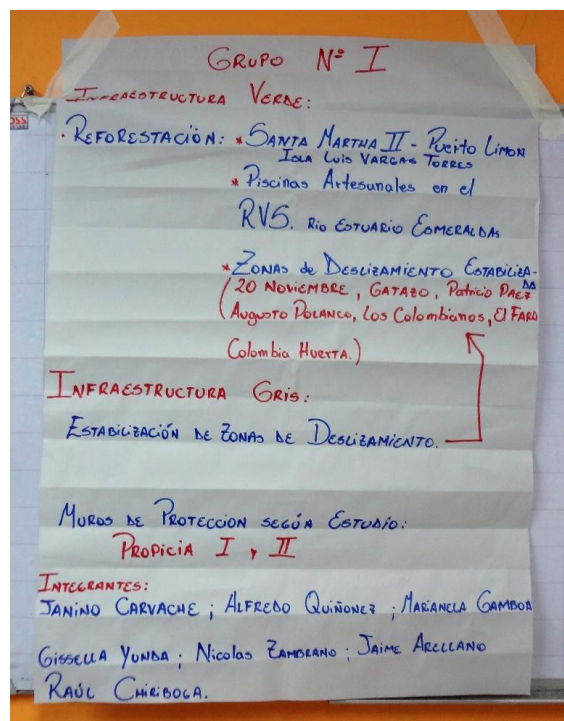 GRUPO Nº I
INFRAESTRUCTURA VERDE:
· REFORESTACIÓN: * SANTA MARTHA II - Puerto LIMON
ISLA LUIS VARGAS TORRES
* Piscinas Artesanales en el
RVS. RIO ESTUARIO ESMERALDAS
* ZONAS de DESLIZAMIENTO ESTABILIZA-
DA
(20 NOVIEMBRE, GATAZO, Patricio PAEZ
Augusto POLANCO, Los Colombianos, El FARO
Colombia HUERTA.)
INFRAESTRUCTURA GRIS:
ESTABILIZACIÓN DE ZONAS DE DESLIZAMIENTO.
MUROS DE PROTECCION SEGÚN ESTUDIO:
PROPICIA I y II
INTEGRANTES:
JANINO CARVACHE; ALFREDO QUIÑONEZ; MARIANELA GAMBOA
GISSELLA YUNDA; Nicolas ZAMBRANO; JAIME ARELLANO
RAÚL CHIRIBOGA.